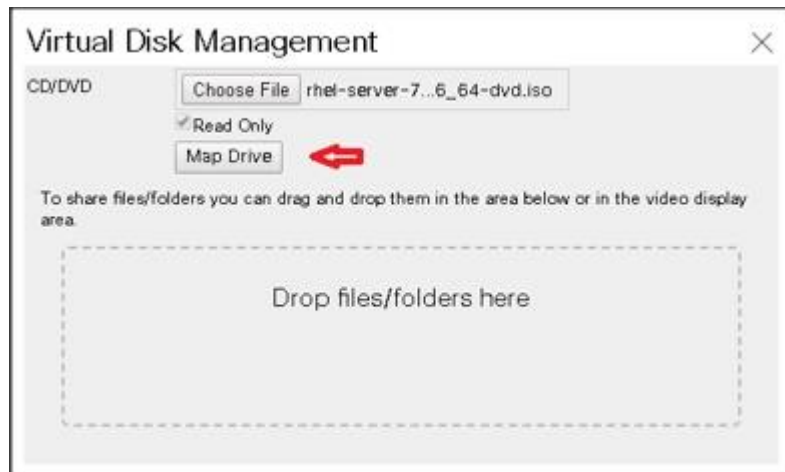 Virtual Disk Management
CD/DVD Choose File rhel-server-7...6_64-dvd.iso
Read Only
Map Drive
To share files/folders you can drag and drop them in the area below or in the video display
area.
Drop files/folders here